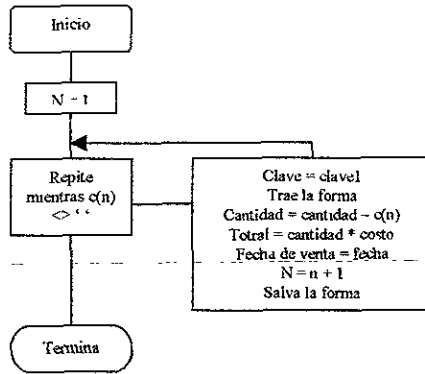 Inicio
N = 1
Repite
mientras c(n)
<> ‘ ‘
Clave = clave1
Trae la forma
Cantidad = cantidad – c(n)
Totral = cantidad * costo
Fecha de venta = fecha
N = n + 1
Salva la forma
Termina